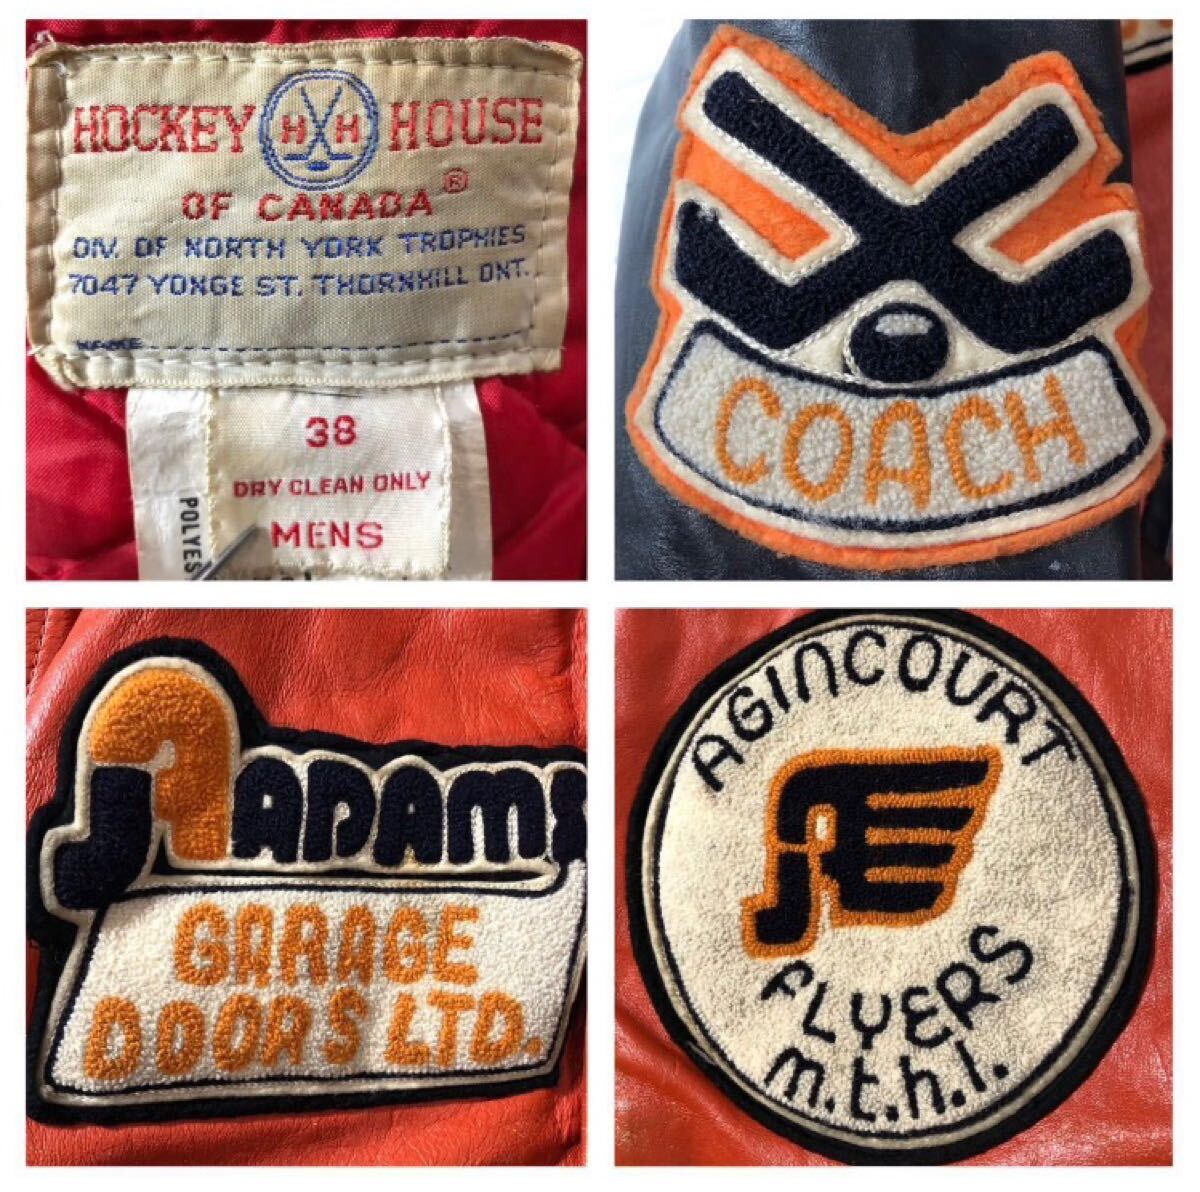 HOCKEY HH HOUSE
OF CANADA ®
DIV. OF NORTH YORK TROPHIES
7047 YONGE ST. THORNHILL ONT.
NAME
38
DRY CLEAN ONLY
MENS
POLYES
COACH
ADAMS
GARAGE
DOORS LTD.
AGINCOURT
FLYERS
m.t.h.l.